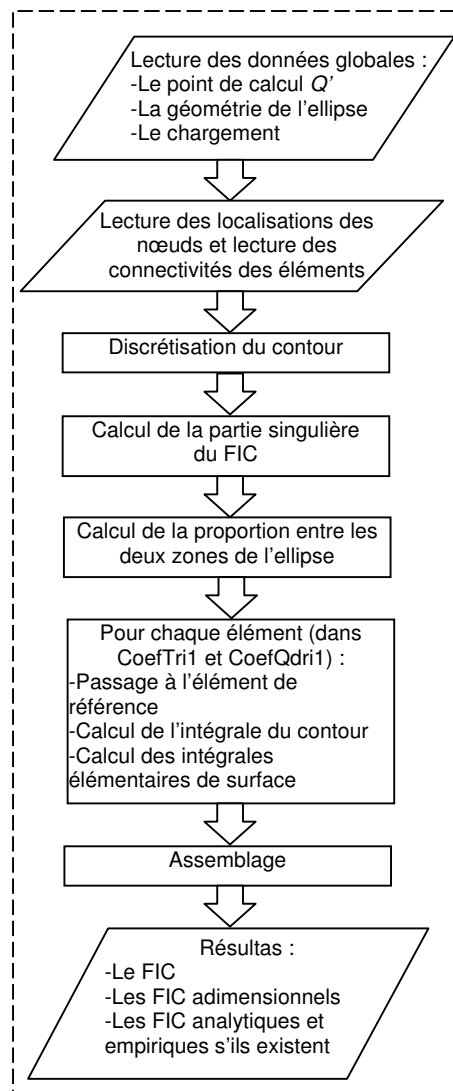 Lecture des données globales :
-Le point de calcul Q'
-La géométrie de l'ellipse
-Le chargement
Lecture des localisations des
nœuds et lecture des
connectivités des éléments
Discrétisation du contour
Calcul de la partie singulière
du FIC
Calcul de la proportion entre les
deux zones de l'ellipse
Pour chaque élément (dans
CoefTri1 et CoefQdri1) :
-Passage à l'élément de
référence
-Calcul de l'intégrale du contour
-Calcul des intégrales
élémentaires de surface
Assemblage
Résultas :
-Le FIC
-Les FIC adimensionnels
-Les FIC analytiques et
empiriques s'ils existent